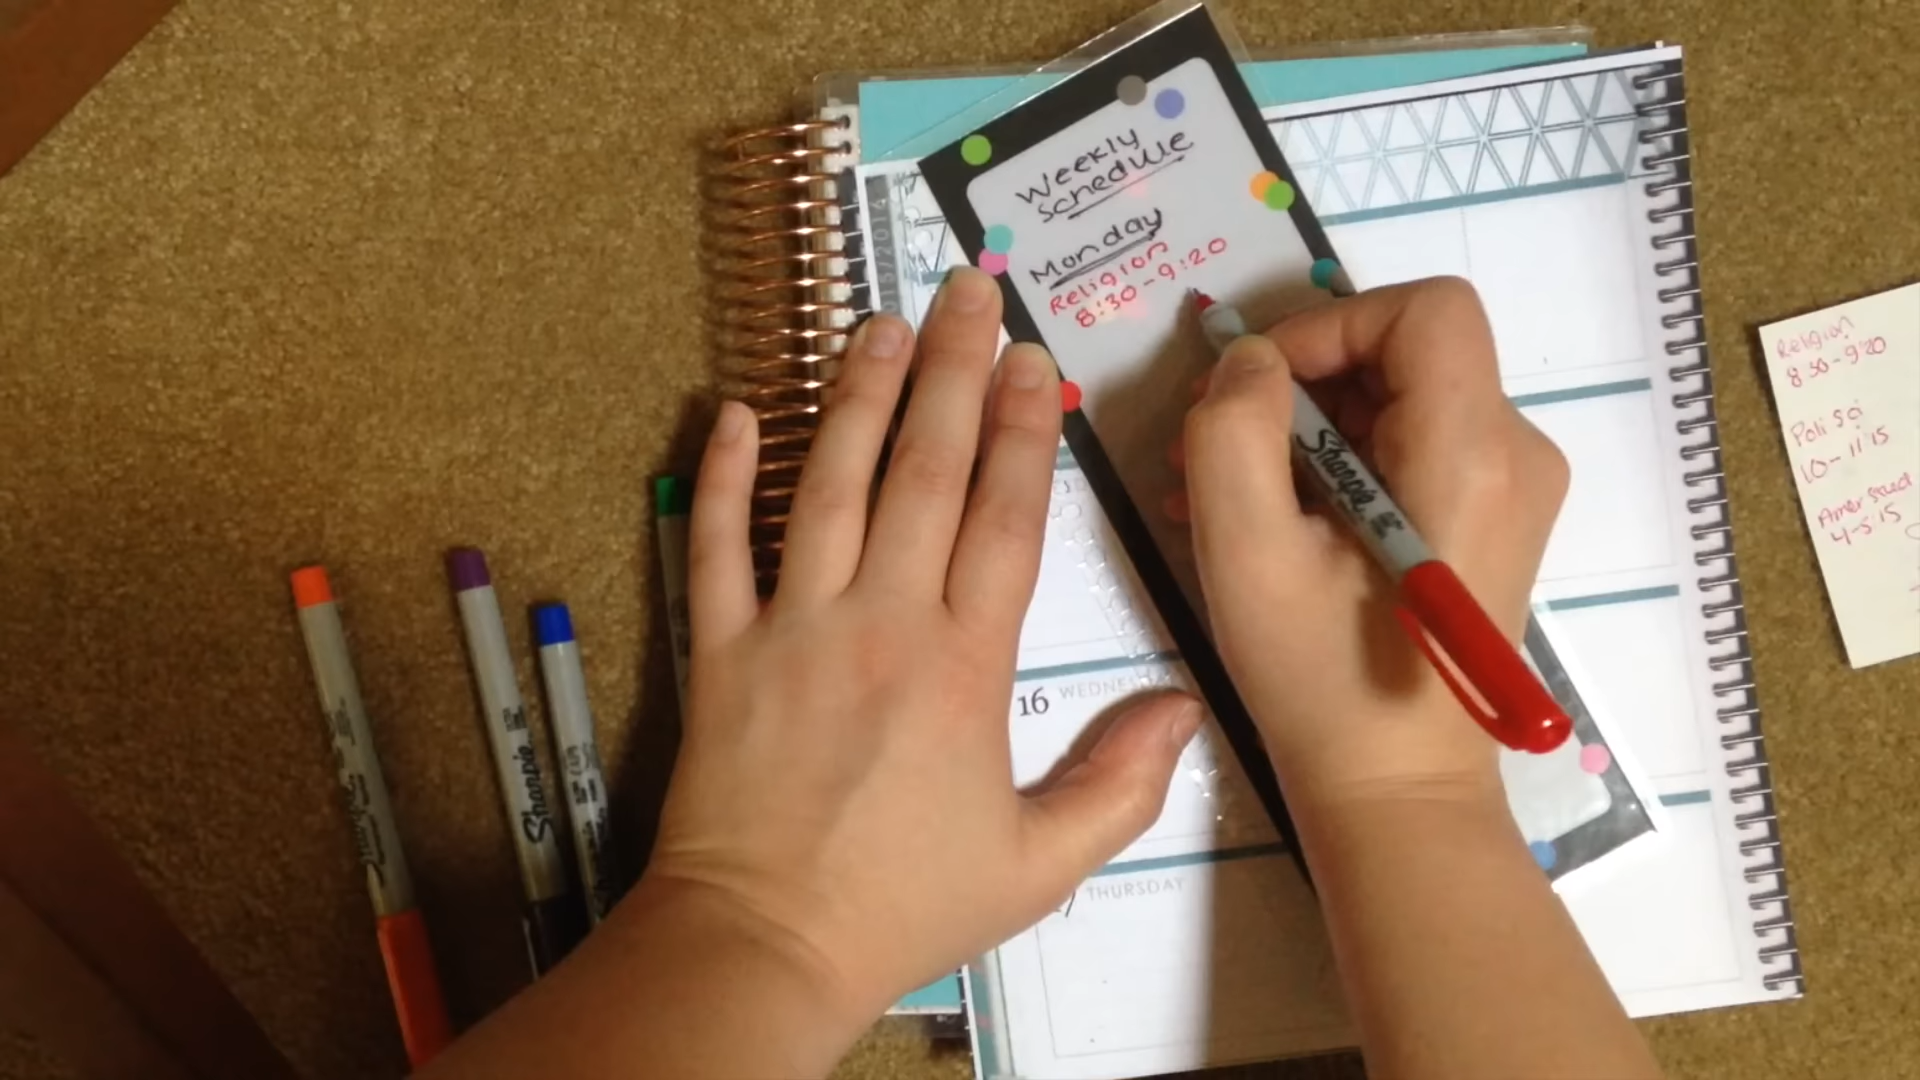 Weekly
Schedule
Monday
Religion
8:30-9:20
Sharpie
16 WEDNES
THURSDAY
Sharpie
Religion
8 30-9 20
Poli Sci
10-11 15
Amer Stud
4-5 15